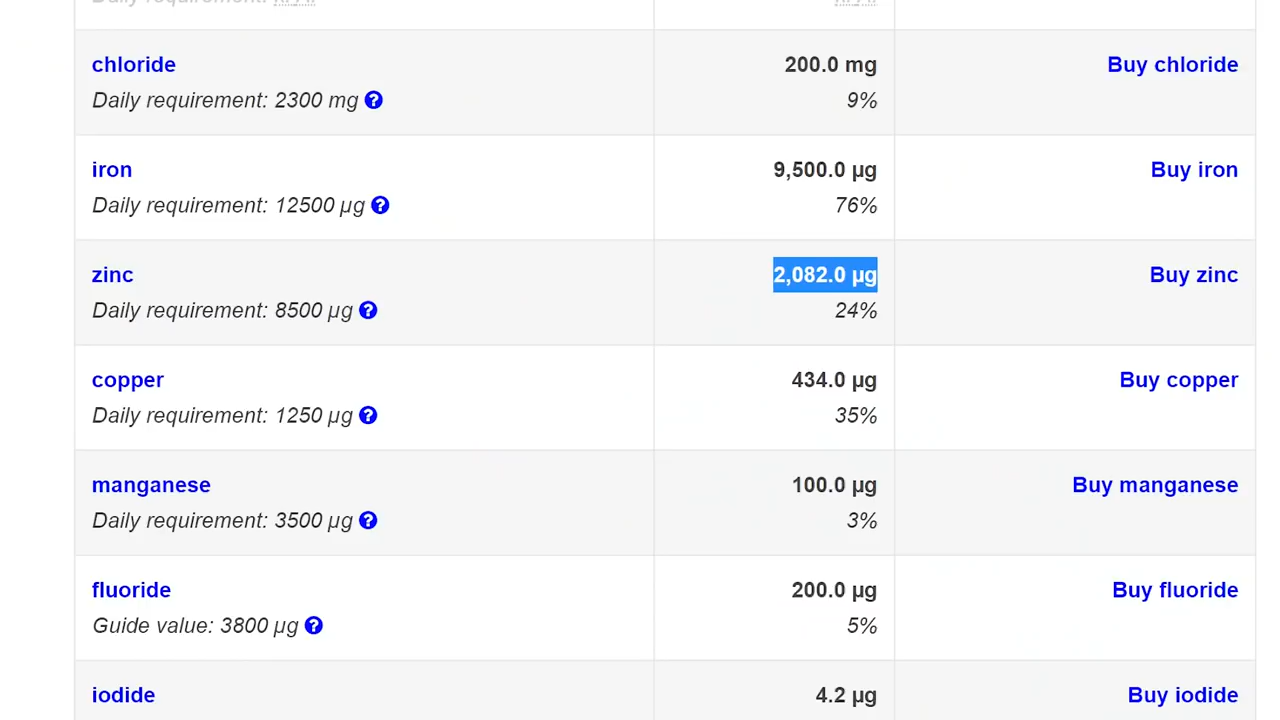 chloride 200.0 mg Buy chloride
Daily requirement: 2300 mg ? 9%
iron 9,500.0 µg Buy iron
Daily requirement: 12500 µg ? 76%
zinc 2,082.0 µg Buy zinc
Daily requirement: 8500 µg ? 24%
copper 434.0 µg Buy copper
Daily requirement: 1250 µg ? 35%
manganese 100.0 µg Buy manganese
Daily requirement: 3500 µg ? 3%
fluoride 200.0 µg Buy fluoride
Guide value: 3800 µg ? 5%
iodide 4.2 µg Buy iodide